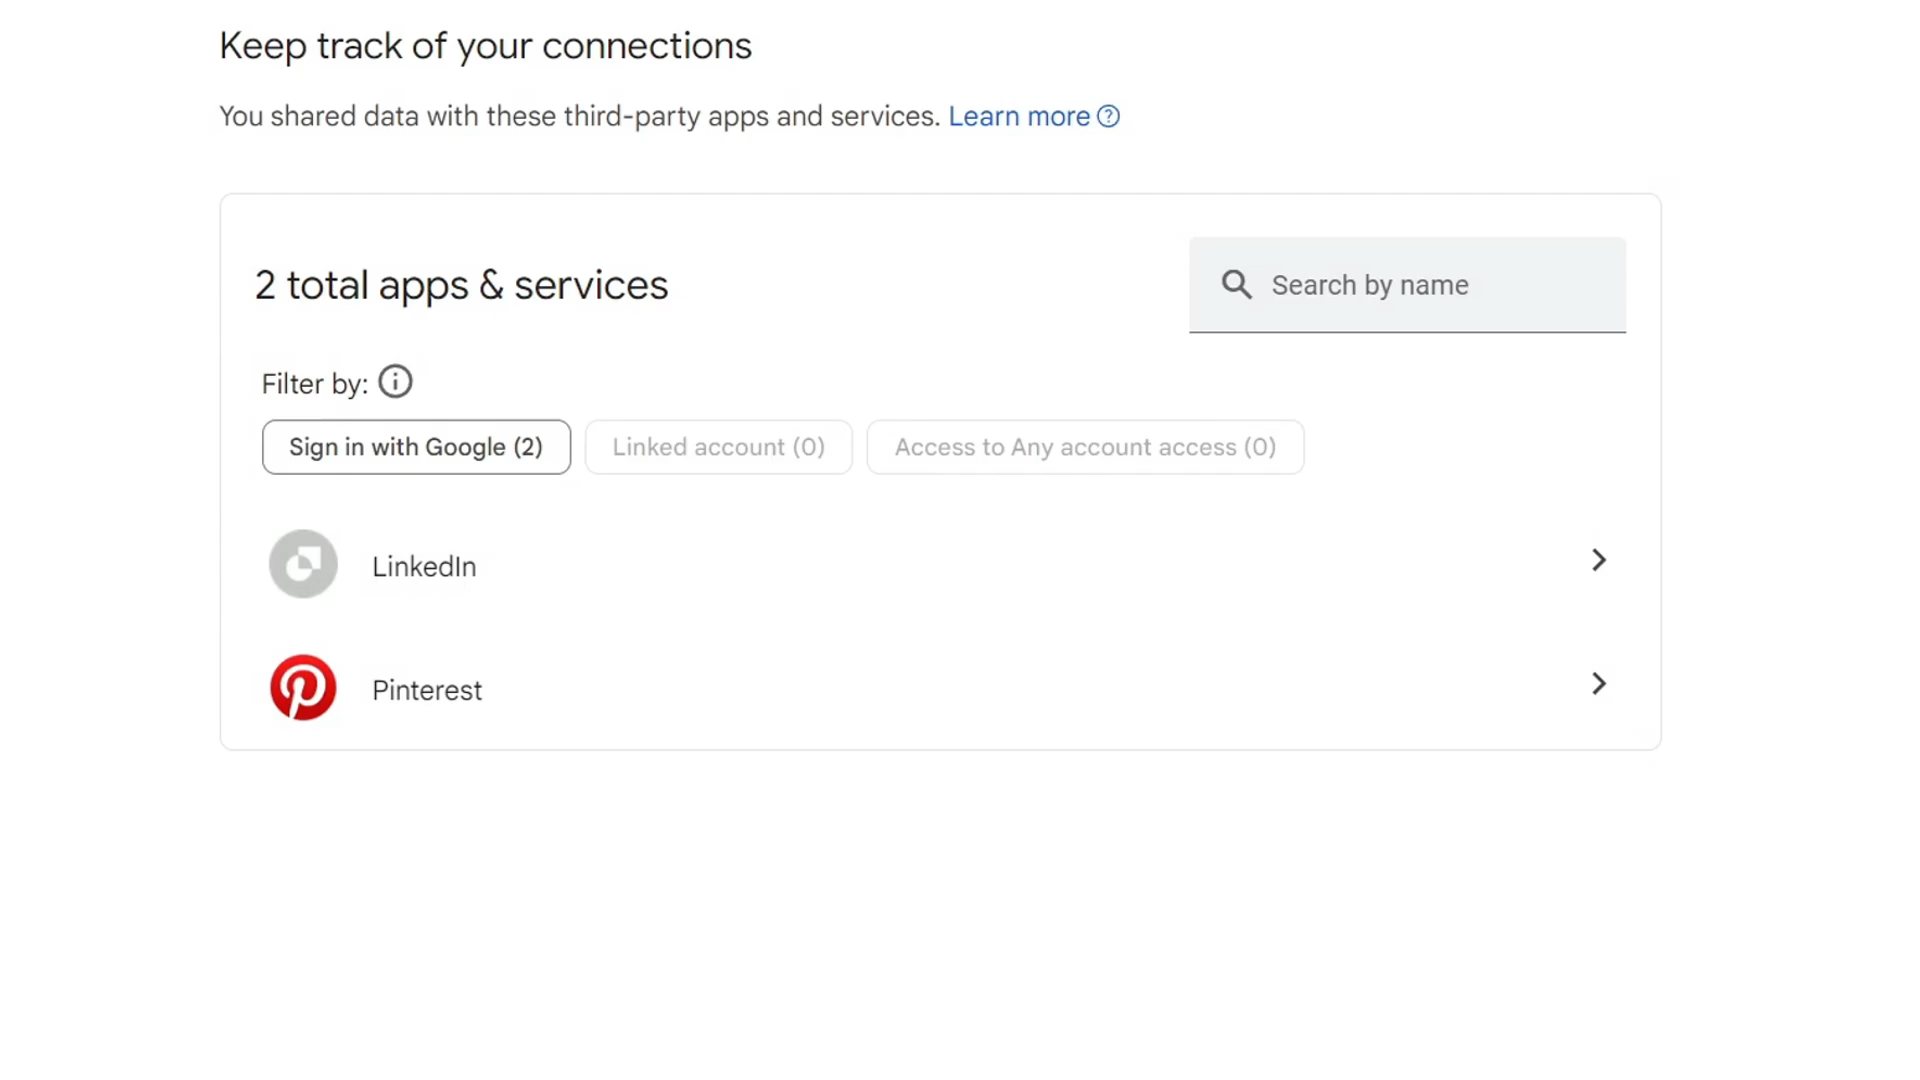 Keep track of your connections
You shared data with these third-party apps and services. Learn more
2 total apps & services
Search by name
Filter by:
Sign in with Google (2)
Linked account (0)
Access to Any account access (0)
LinkedIn
Pinterest